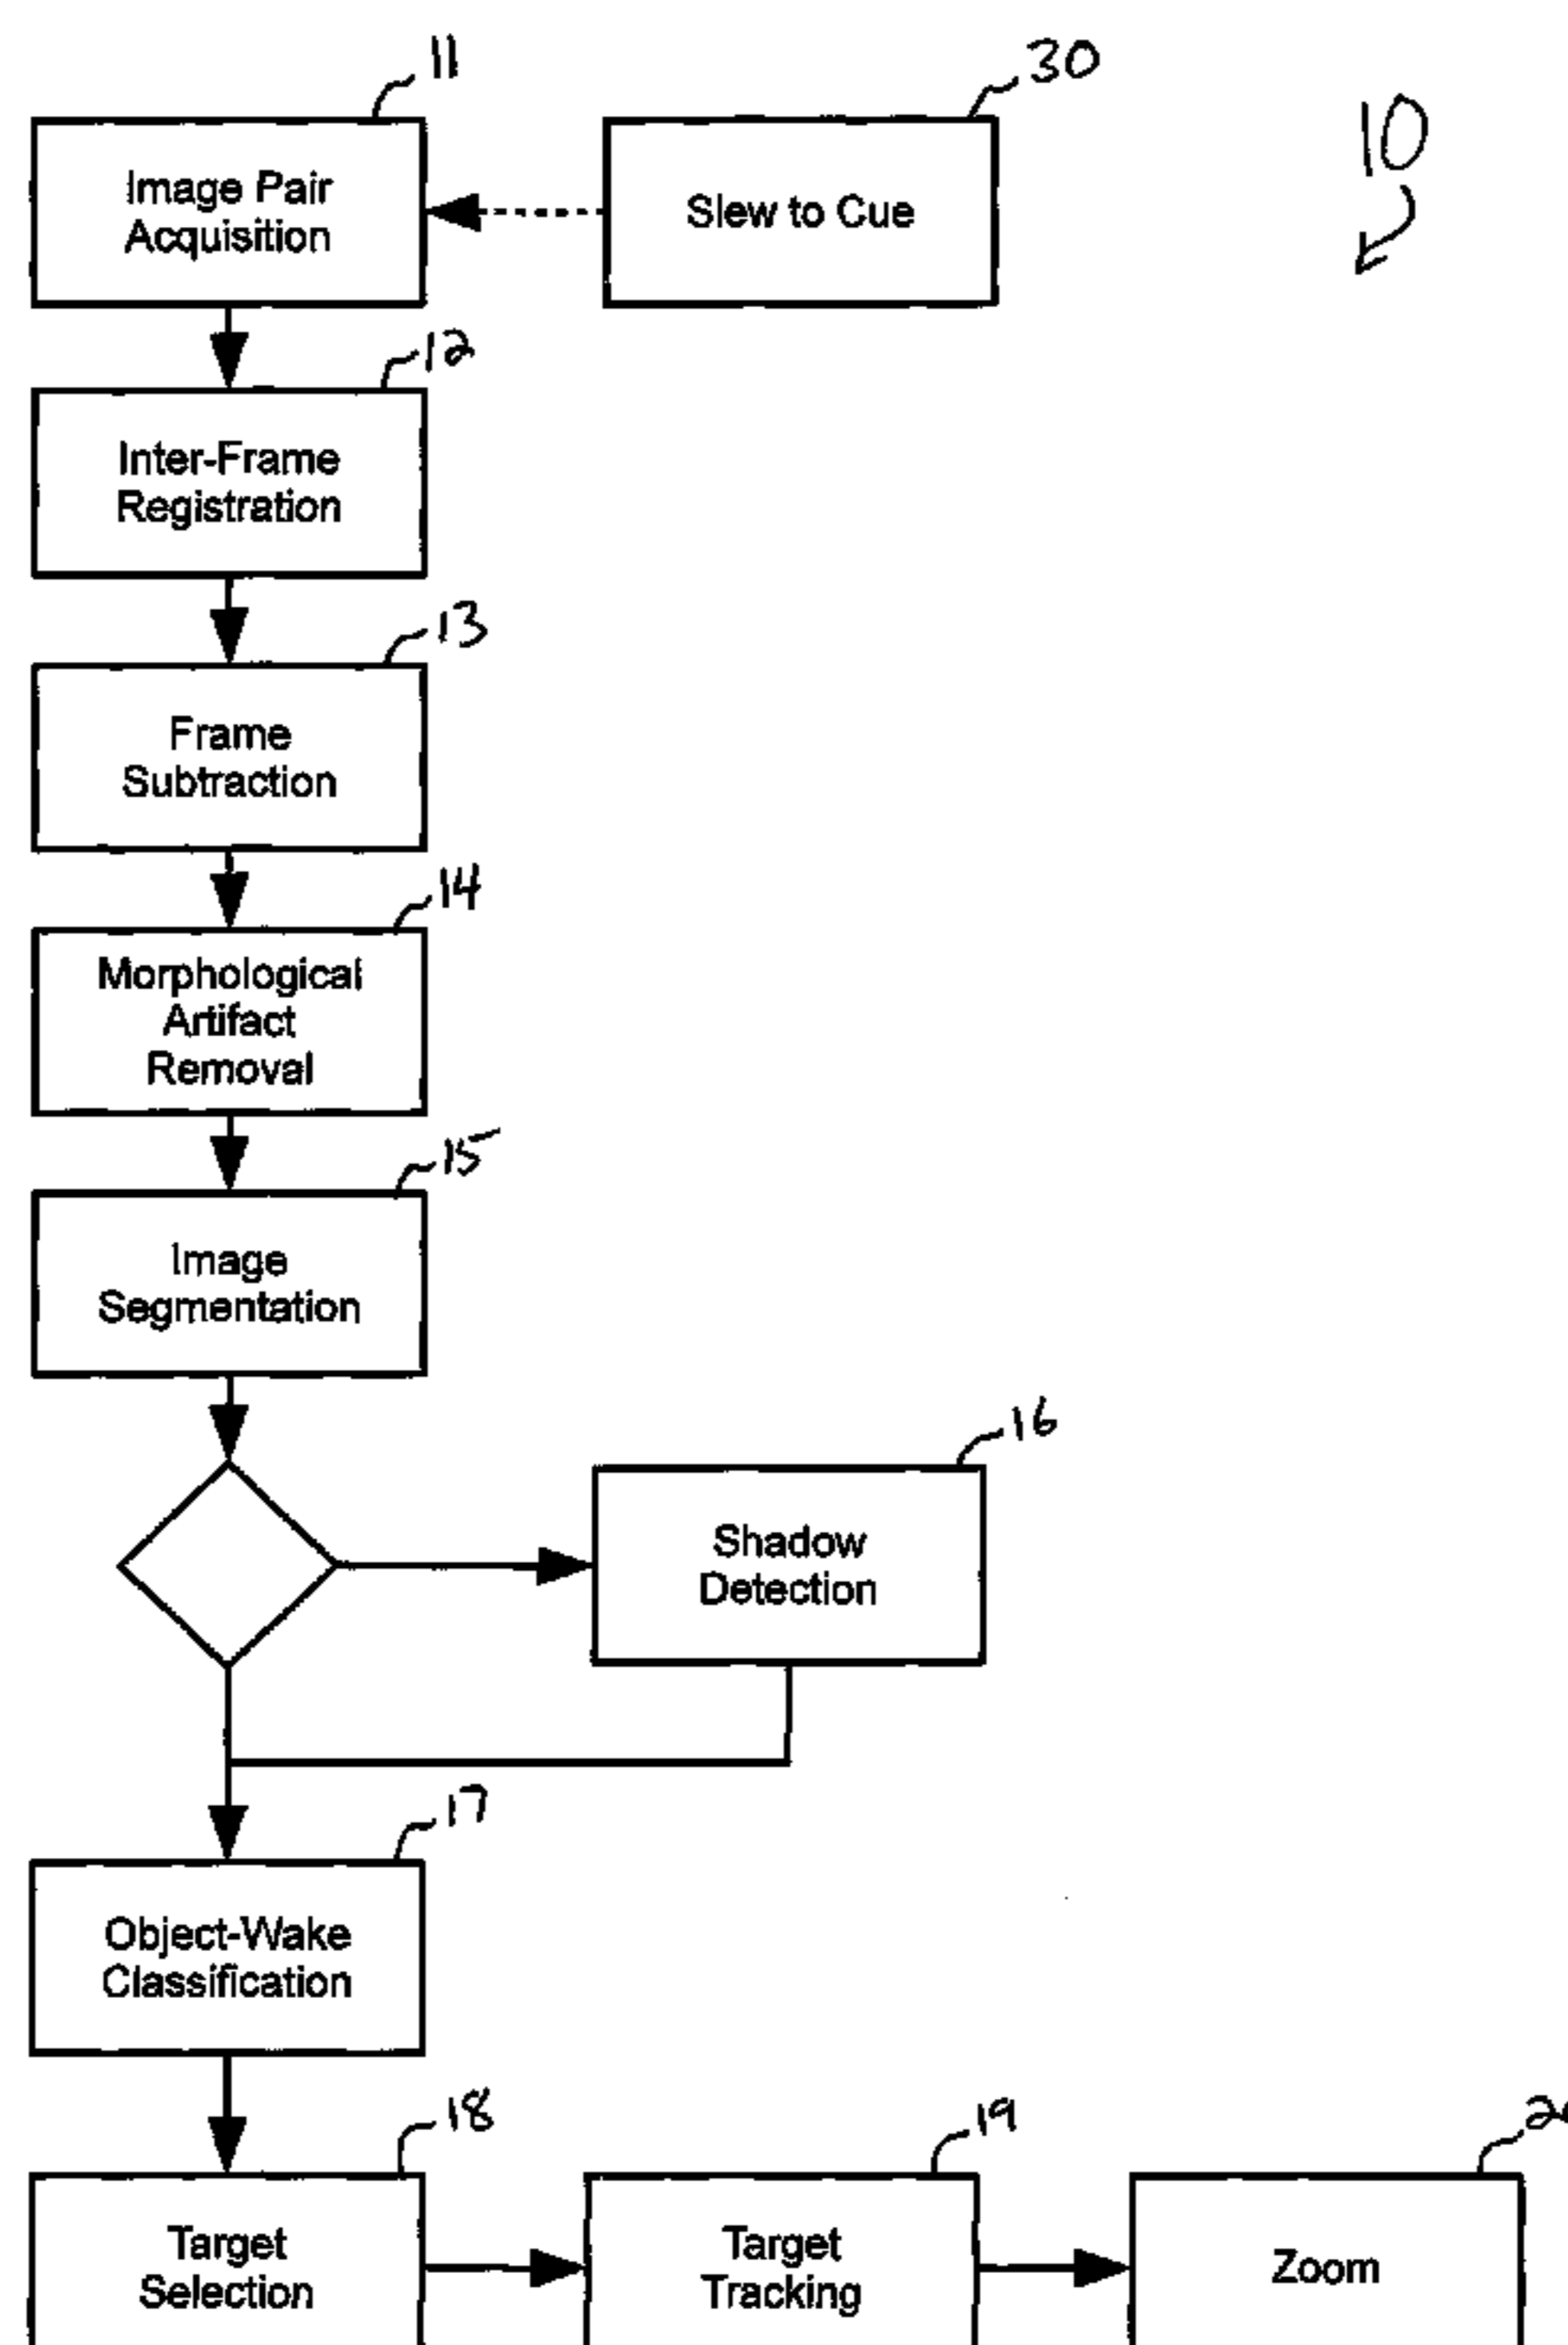 11
30
10
Image Pair
Acquisition
Slew to Cue
12
Inter-Frame
Registration
13
Frame
Subtraction
14
Morphological
Artifact
Removal
15
Image
Segmentation
16
Shadow
Detection
17
Object-Wake
Classification
18
19
Target
Selection
Target
Tracking
Zoom